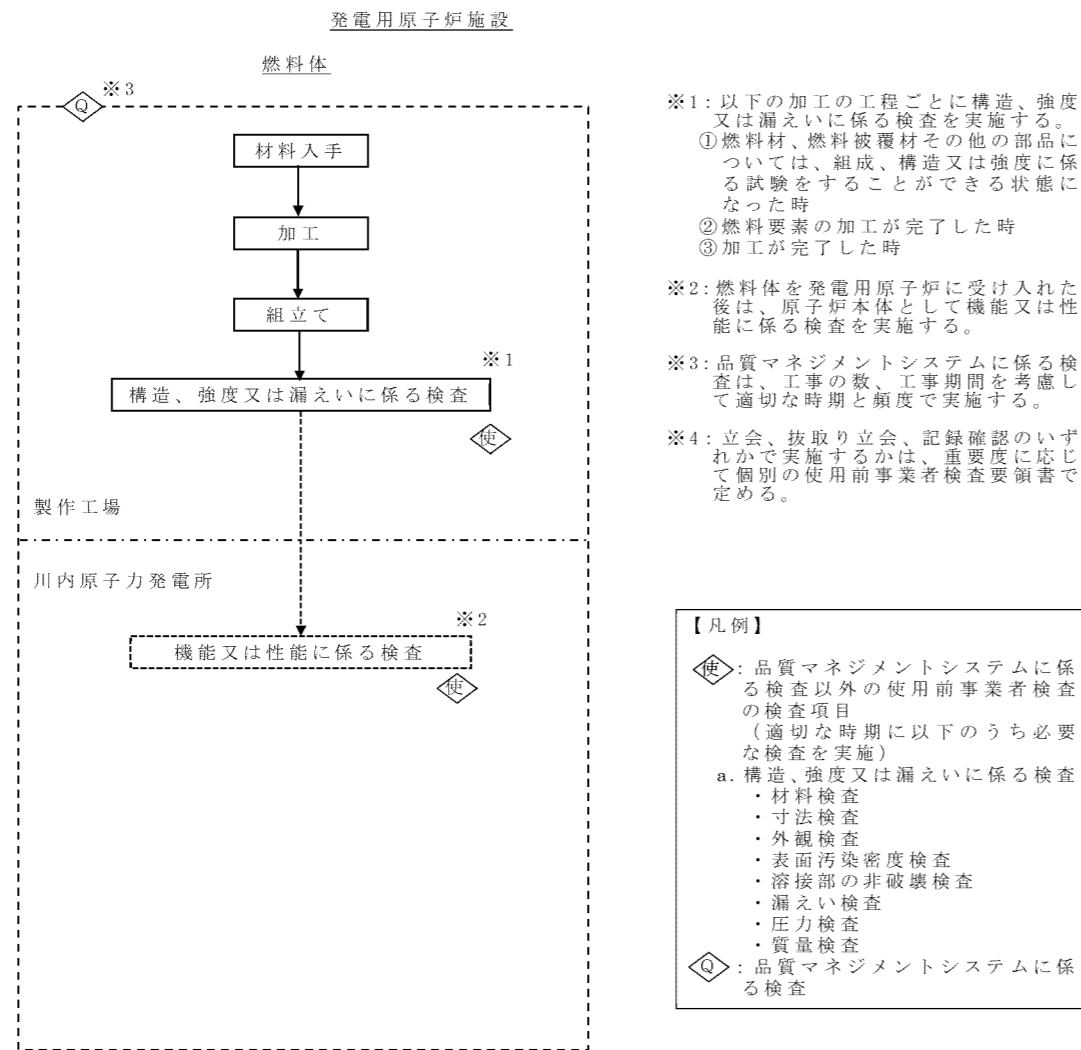 発電用原子炉施設
燃料体
Q
※3
材料入手
加工
組立て
※1
構造、強度又は漏えいに係る検査
使
製作工場
川内原子力発電所
※2
機能又は性能に係る検査
使
※1:以下の加工の工程ごとに構造、強度
又は漏えいに係る検査を実施する。
①燃料材、燃料被覆材その他の部品に
ついては、組成、構造又は強度に係
る試験をすることができる状態に
なった時
②燃料要素の加工が完了した時
③加工が完了した時
※2:燃料体を発電用原子炉に受け入れた
後は、原子炉本体として機能又は性
能に係る検査を実施する。
※3:品質マネジメントシステムに係る検
査は、工事の数、工事期間を考慮し
て適切な時期と頻度で実施する。
※4:立会、抜取り立会、記録確認のいず
れかで実施するかは、重要度に応じ
て個別の使用前事業者検査要領書で
定める。
【凡例】
使:品質マネジメントシステムに係
る検査以外の使用前事業者検査
の検査項目
(適切な時期に以下のうち必要
な検査を実施)
a.構造、強度又は漏えいに係る検査
・材料検査
・寸法検査
・外観検査
・表面汚染密度検査
・溶接部の非破壊検査
・漏えい検査
・圧力検査
・質量検査
Q:品質マネジメントシステムに係
る検査